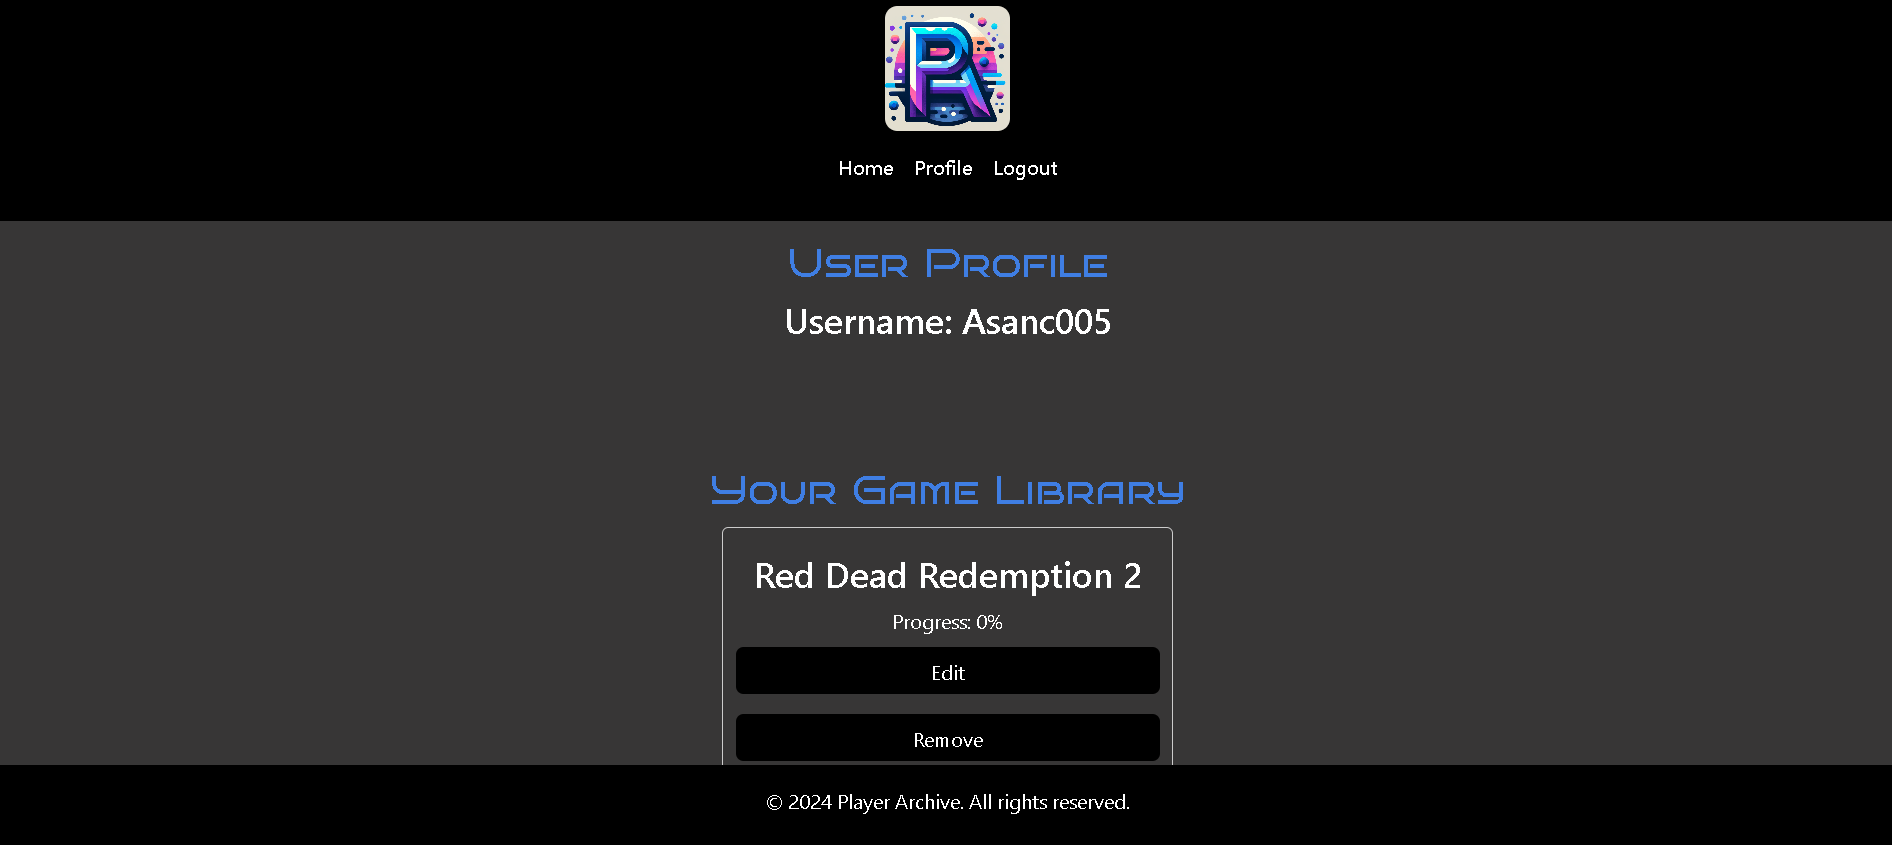 Home Profile Logout
User Profile
Username: Asanc005
Your Game Library
Red Dead Redemption 2
Progress: 0%
Edit
Remove
© 2024 Player Archive. All rights reserved.